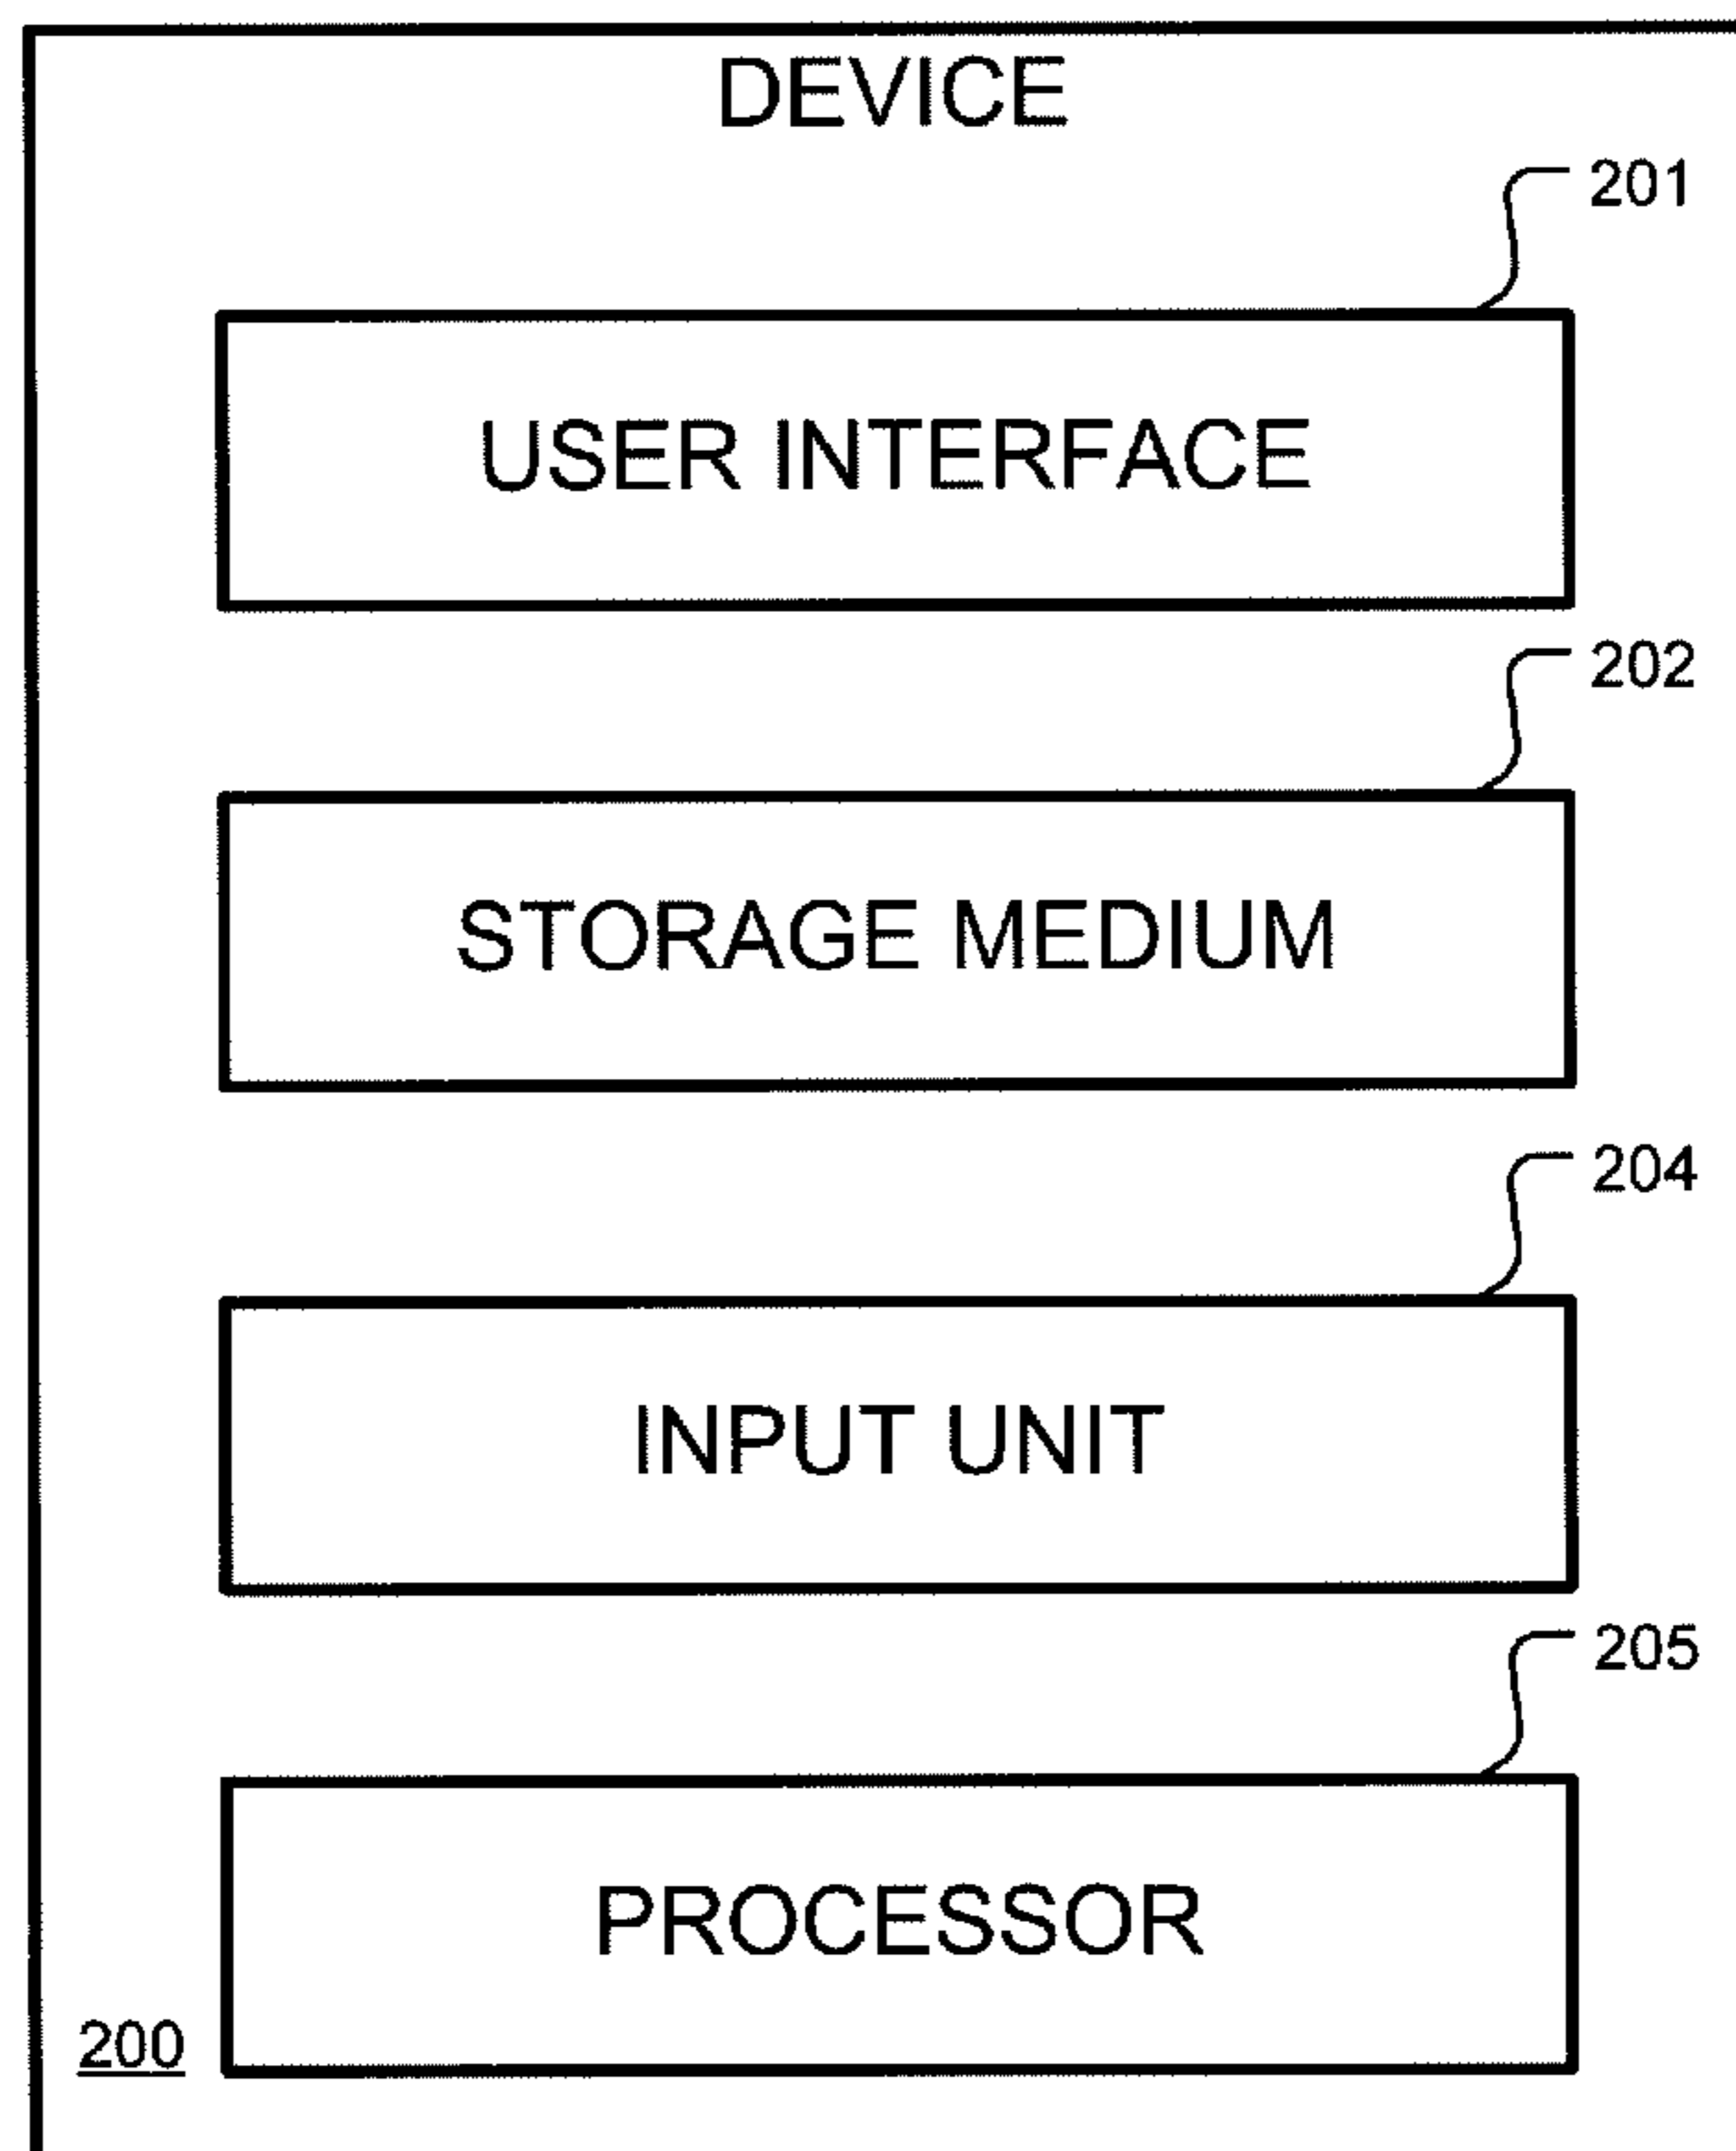 DEVICE
201
USER INTERFACE
202
STORAGE MEDIUM
204
INPUT UNIT
205
PROCESSOR
200